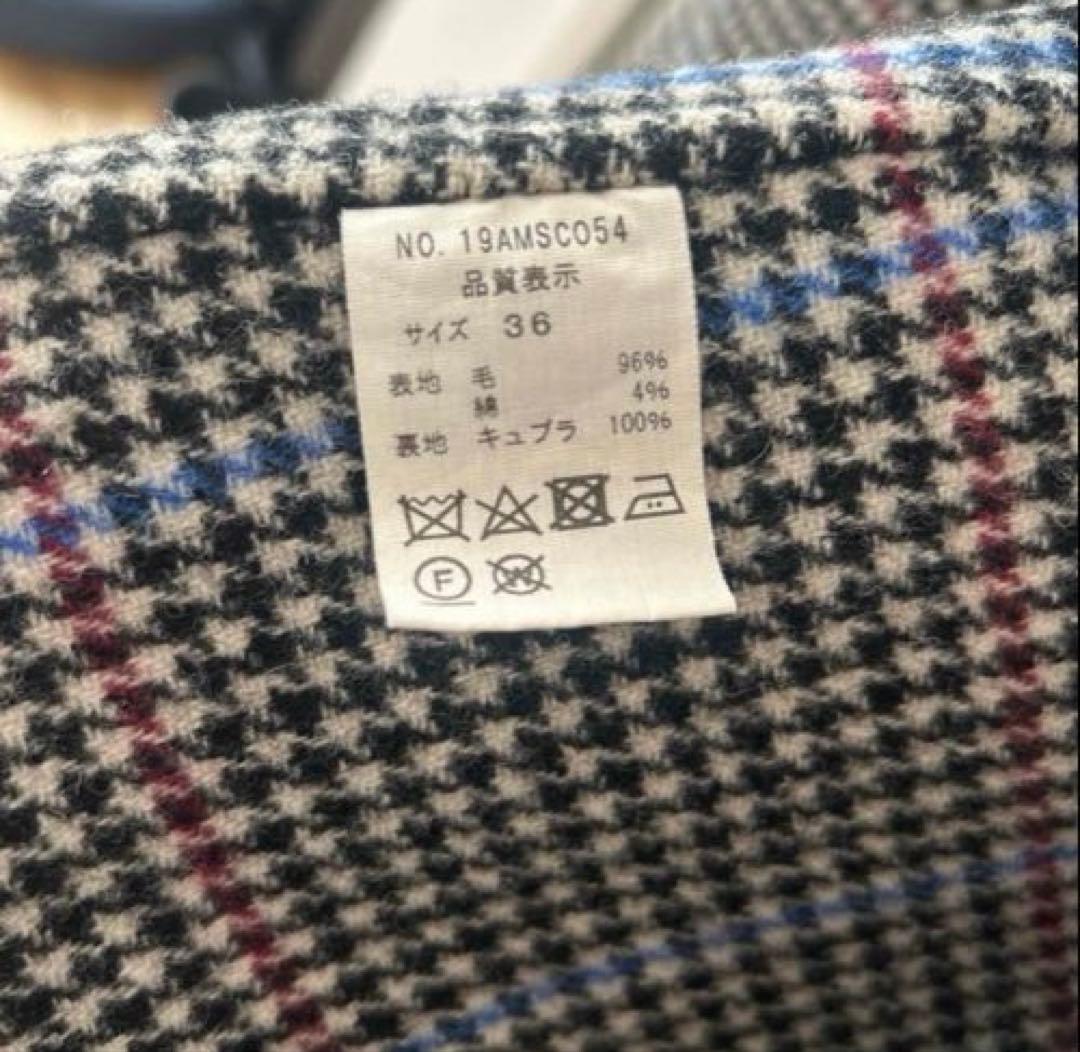 NO. 19AMSC054
品質表示
サイズ 36
表地 毛 96%
綿 4%
裏地 キュプラ 100%
F W